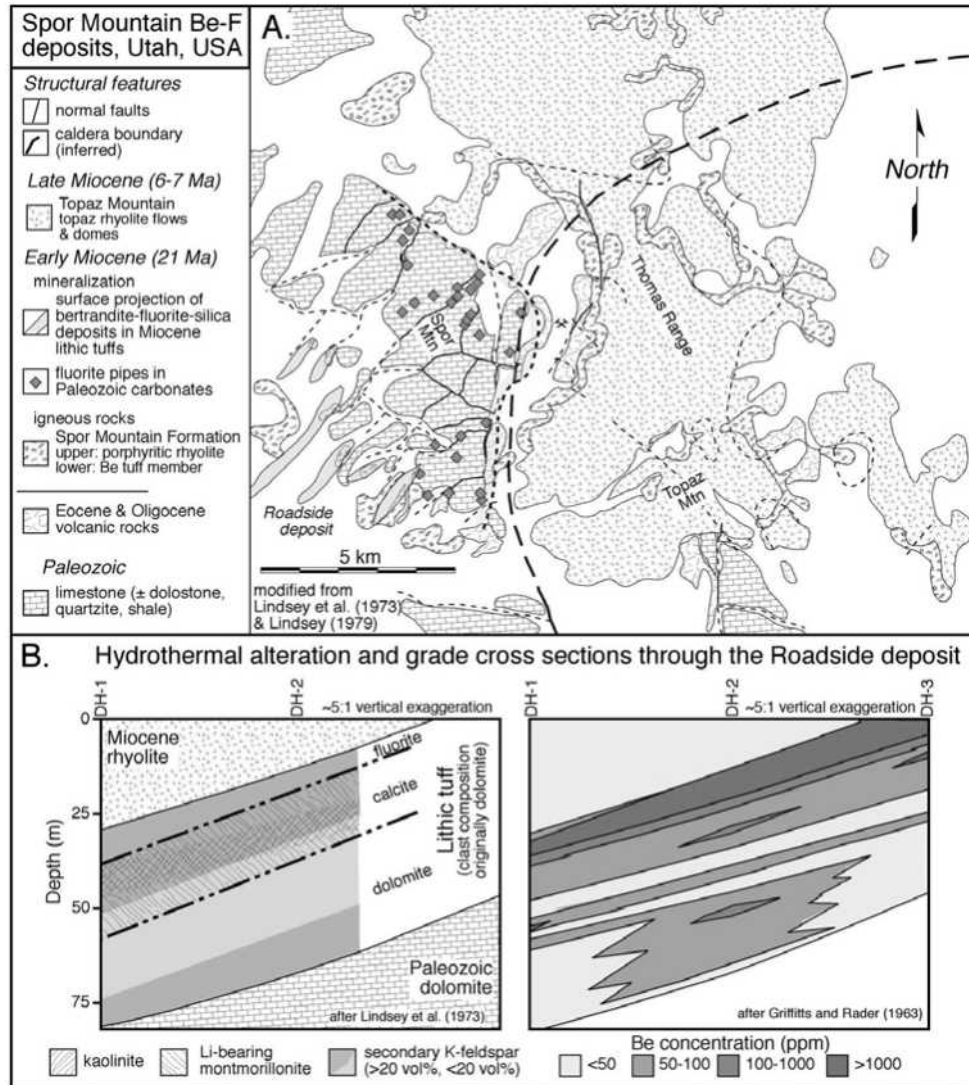 Spor Mountain Be-F
deposits, Utah, USA
Structural features
normal faults
caldera boundary
(inferred)
Late Miocene (6-7 Ma)
Topaz Mountain
topaz rhyolite flows
& domes
Early Miocene (21 Ma)
mineralization
surface projection of
bertrandite-fluorite-silica
deposits in Miocene
lithic tuffs
fluorite pipes in
Paleozoic carbonates
igneous rocks
Spor Mountain Formation
upper: porphyritic rhyolite
lower: Be tuff member
Eocene & Oligocene
volcanic rocks
Paleozoic
limestone (± dolostone,
quartzite, shale)
A.
North
Spor
Mtn
Thomas Range
Topaz
Mtn
Roadside
deposit
5 km
modified from
Lindsey et al. (1973)
& Lindsey (1979)
B. Hydrothermal alteration and grade cross sections through the Roadside deposit
DH-1
DH-2
~5:1 vertical exaggeration
0
25
50
75
Depth (m)
Miocene
rhyolite
fluorite
calcite
dolomite
Lithic tuff
(clast composition
originally dolomite)
Paleozoic
dolomite
after Lindsey et al. (1973)
kaolinite
Li-bearing
montmorillonite
secondary K-feldspar
(>20 vol%, <20 vol%)
DH-1
DH-2
DH-3
~5:1 vertical exaggeration
after Griffitts and Rader (1963)
Be concentration (ppm)
<50
50-100
100-1000
>1000